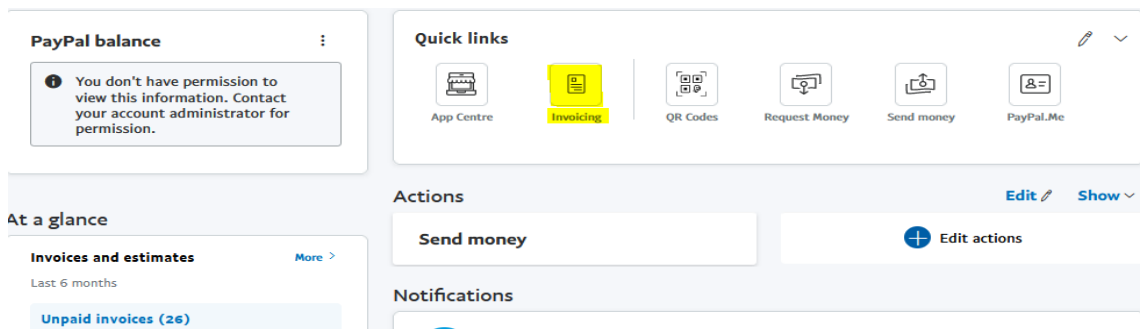 PayPal balance
You don't have permission to
view this information. Contact
your account administrator for
permission.
Quick links
App Centre
Invoicing
QR Codes
Request Money
Send money
PayPal.Me
At a glance
Invoices and estimates
More >
Last 6 months
Unpaid invoices (26)
Actions
Edit
Show
Send money
Edit actions
Notifications